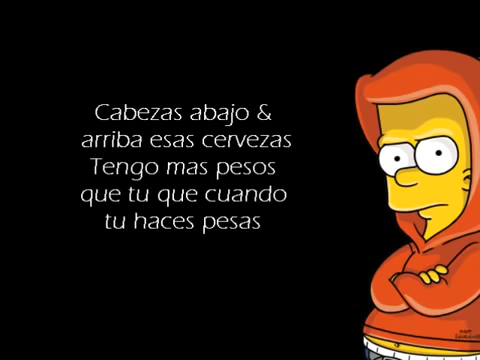 Cabezas abajo &
arriba esas cervezas
Tengo mas pesos
que tu que cuando
tu haces pesas